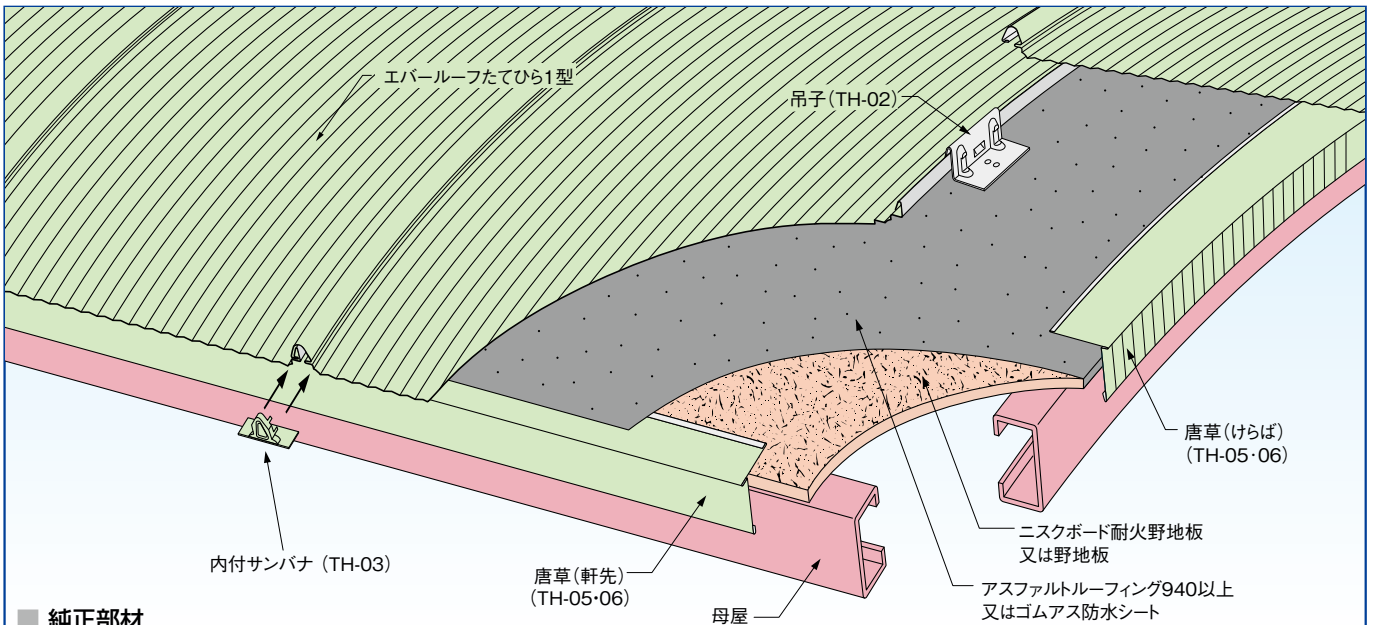 エバールーフたてひら1型
吊子(TH-02)
唐草(けらば)
(TH-05·06)
ニスクボード耐火野地板
又は野地板
内付サンバナ (TH-03)
唐草(軒先)
(TH-05·06)
アスファルトルーフィング940以上
又はゴムアス防水シート
母屋
■ 純正部材